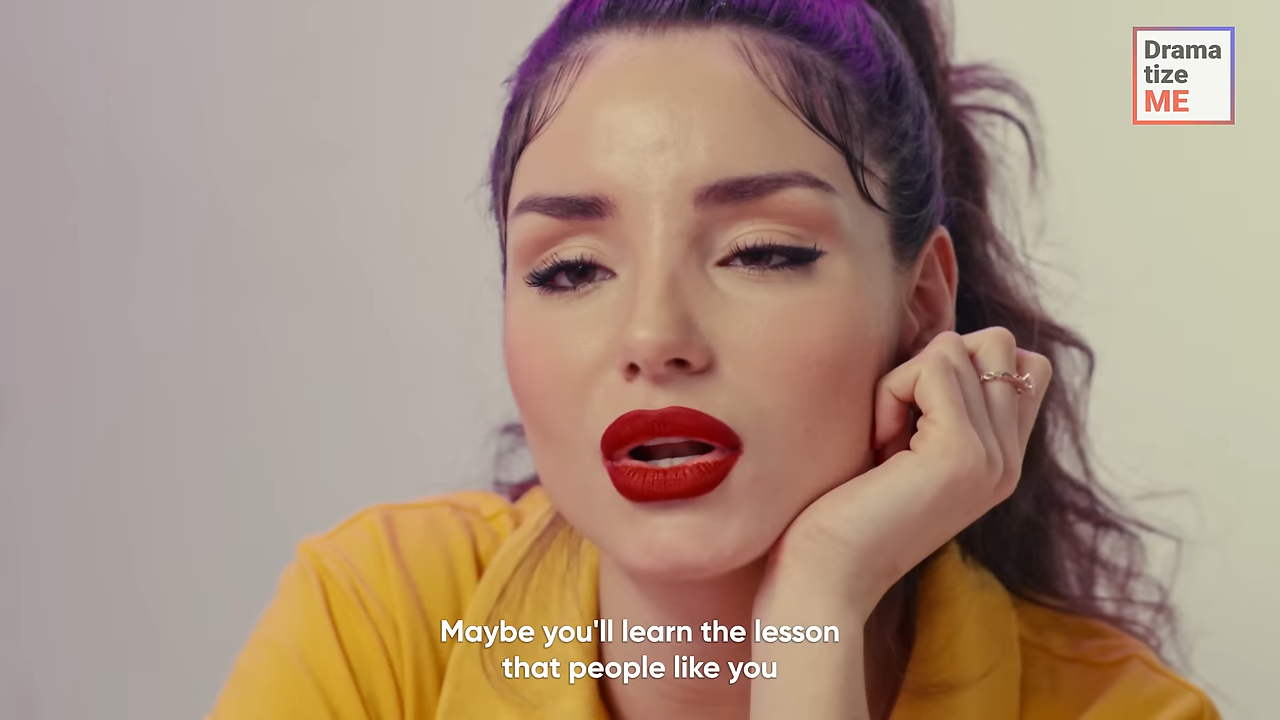 Drama
tize
ME
Maybe you'll learn the lesson
that people like you